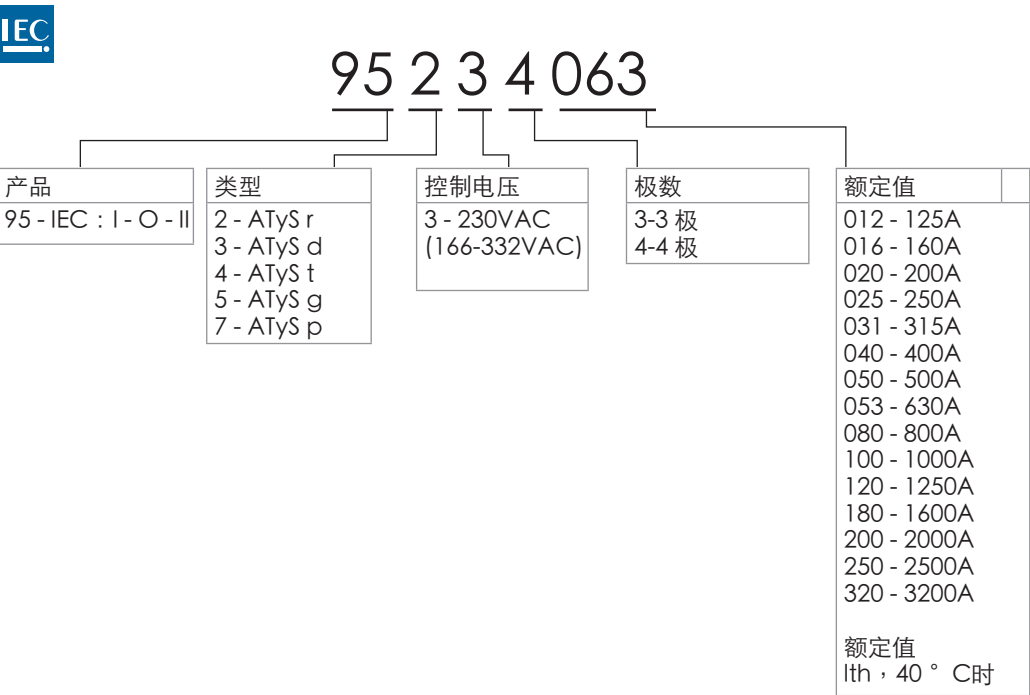 IEC
95 2 3 4 063
产品
95 - IEC : I - O - II
类型
2 - ATyS r
3 - ATyS d
4 - ATyS t
5 - ATyS g
7 - ATyS p
控制电压
3 - 230VAC
(166-332VAC)
极数
3-3 极
4-4 极
额定值
012 - 125A
016 - 160A
020 - 200A
025 - 250A
031 - 315A
040 - 400A
050 - 500A
053 - 630A
080 - 800A
100 - 1000A
120 - 1250A
180 - 1600A
200 - 2000A
250 - 2500A
320 - 3200A
额定值
Ith，40 ° C时